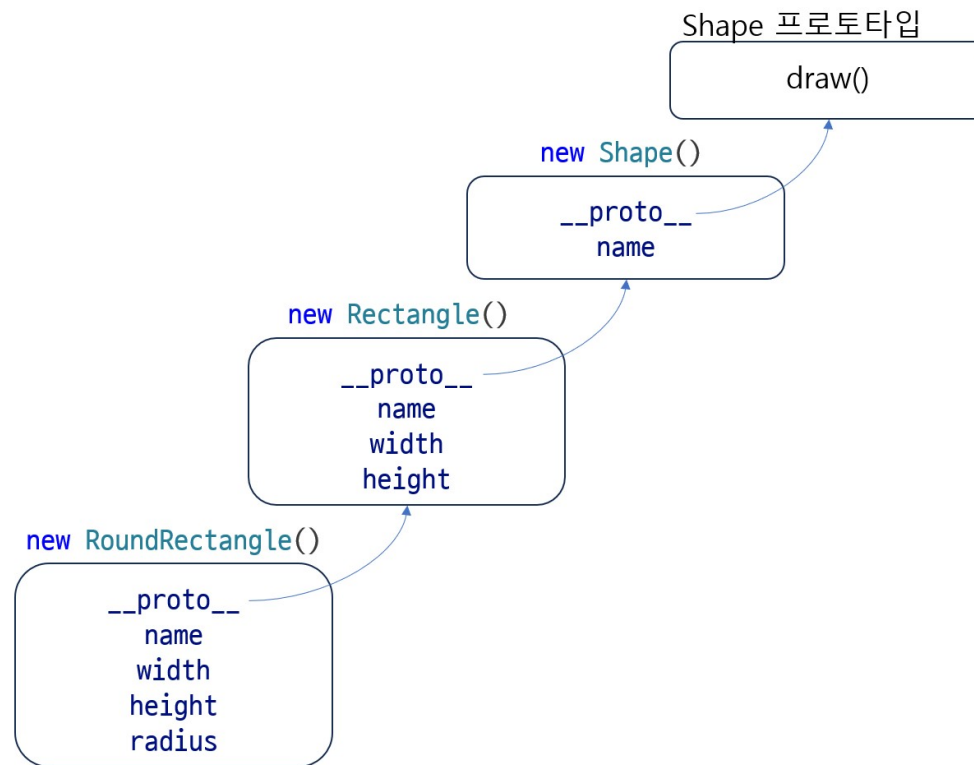 Shape 프로토타입
draw()
new Shape()
__proto__
name
new Rectangle()
__proto__
name
width
height
new RoundRectangle()
__proto__
name
width
height
radius